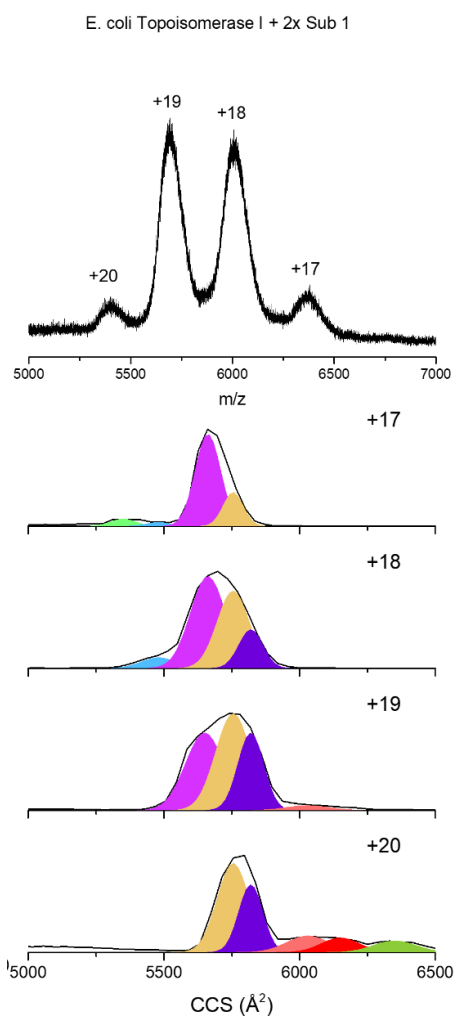 E. coli Topoisomerase I + 2x Sub 1
+19
+18
+20
+17
5000 5500 6000 6500 7000
m/z
+17
+18
+19
+20
5000 5500 6000 6500
CCS (Å²)